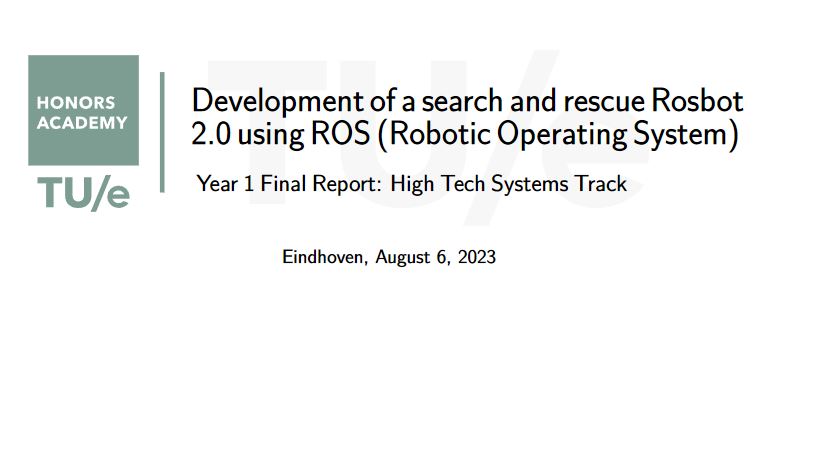 HONORS
ACADEMY
TU/e
Development of a search and rescue Rosbot
2.0 using ROS (Robotic Operating System)
Year 1 Final Report: High Tech Systems Track
Eindhoven, August 6, 2023
TU/e